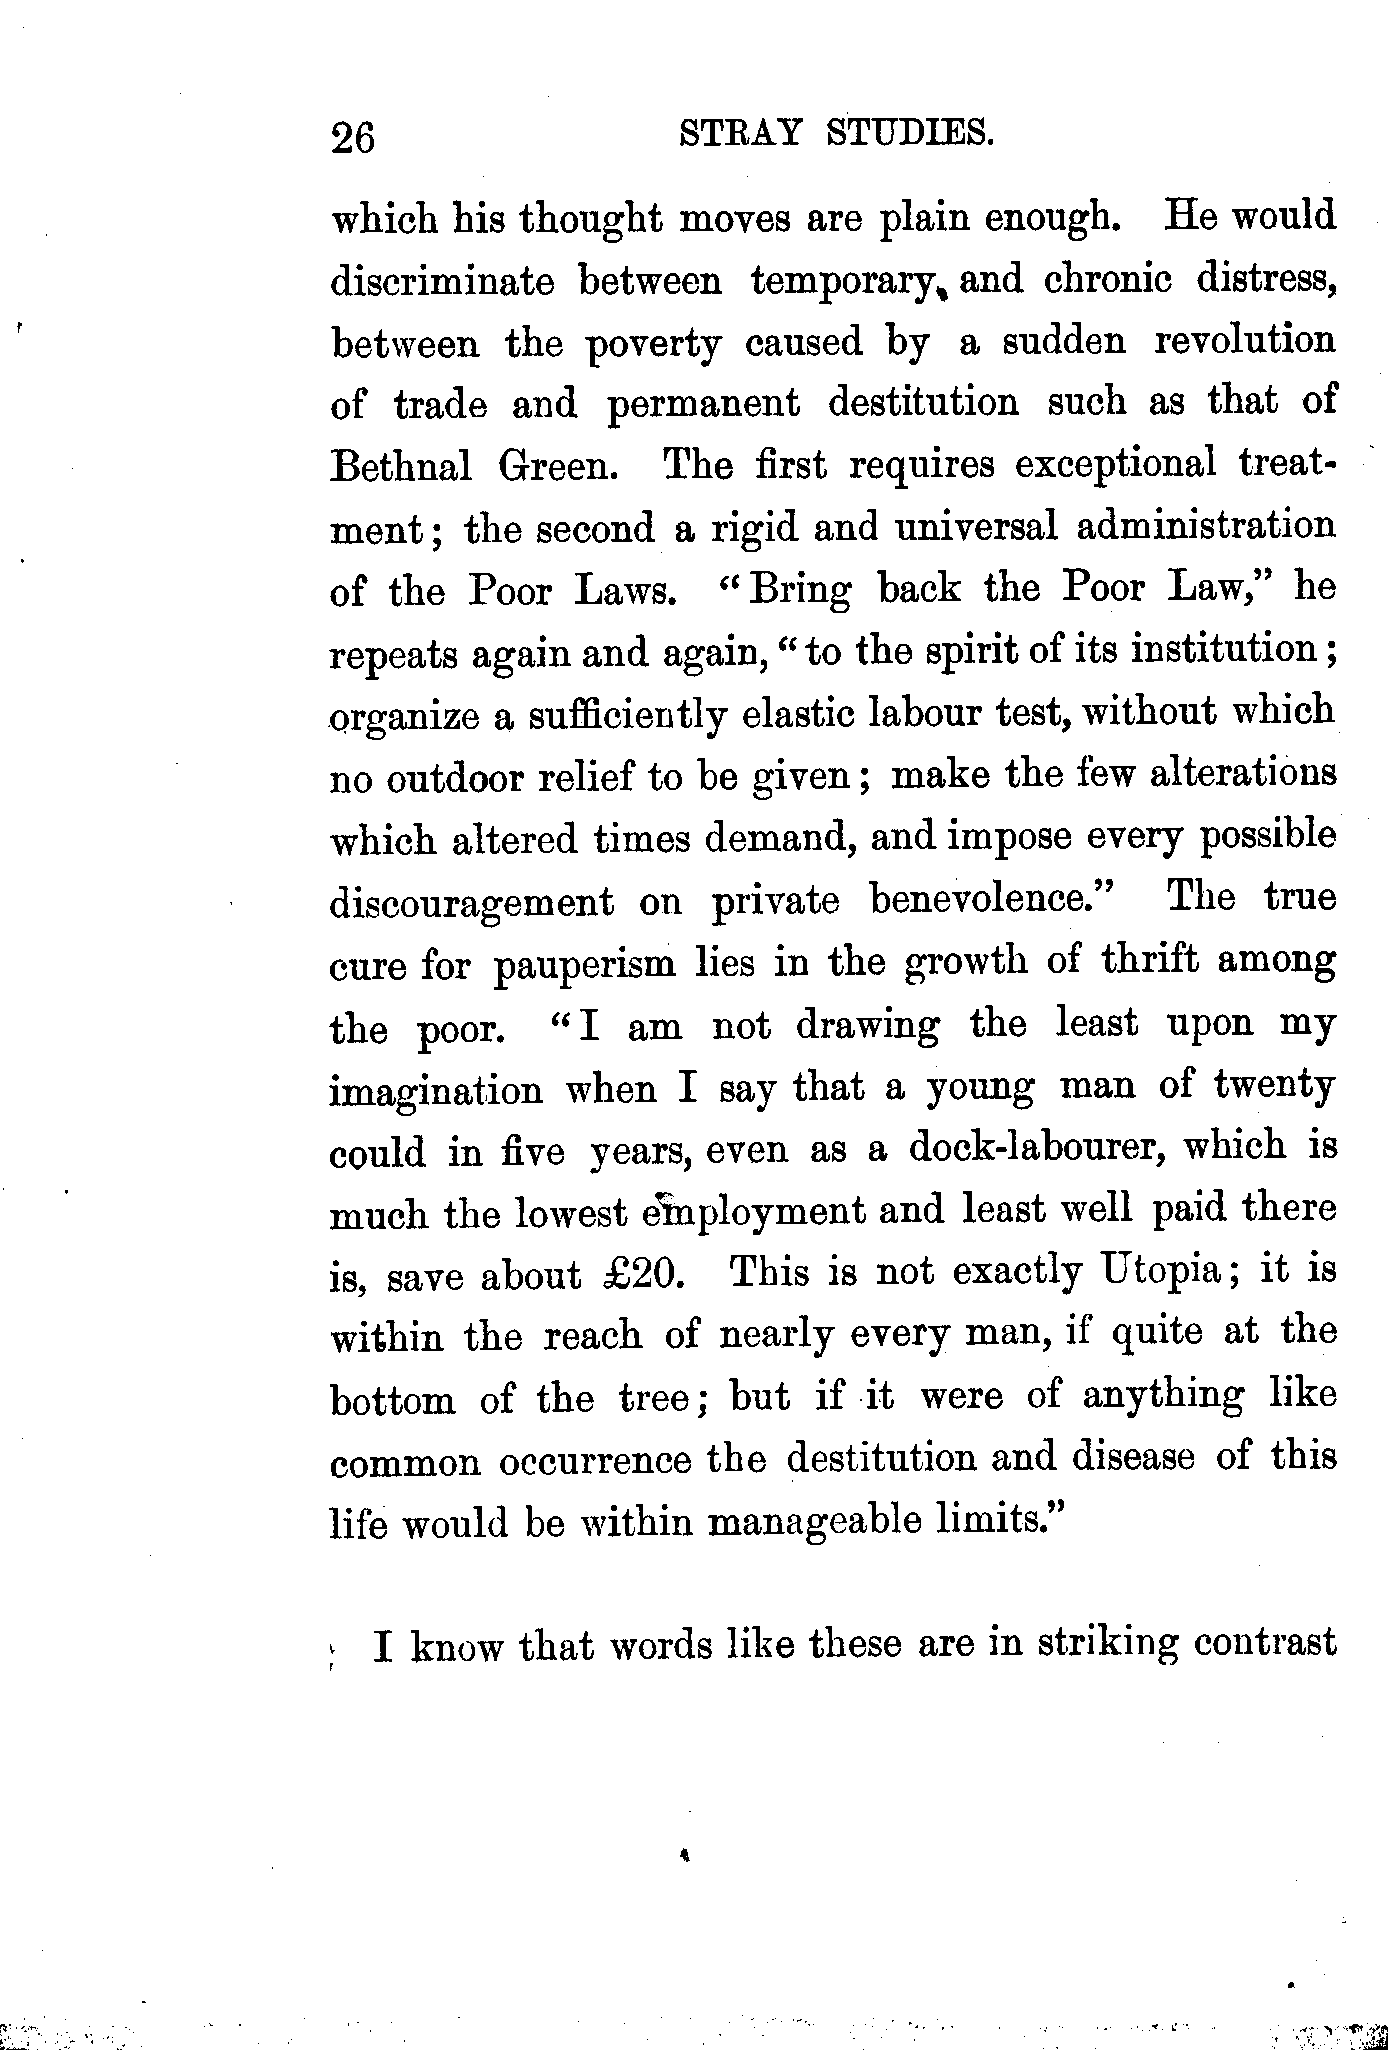 26 STRAY STUDIES.
which his thought moves are plain enough. He would
discriminate between temporary, and chronic distress,
between the poverty caused by a sudden revolution
of trade and permanent destitution such as that of
Bethnal Green. The first requires exceptional treat-
ment; the second a rigid and universal administration
of the Poor Laws. "Bring back the Poor Law," he
repeats again and again, "to the spirit of its institution;
organize a sufficiently elastic labour test, without which
no outdoor relief to be given; make the few alterations
which altered times demand, and impose every possible
discouragement on private benevolence." The true
cure for pauperism lies in the growth of thrift among
the poor. "I am not drawing the least upon my
imagination when I say that a young man of twenty
could in five years, even as a dock-labourer, which is
much the lowest employment and least well paid there
is, save about £20. This is not exactly Utopia; it is
within the reach of nearly every man, if quite at the
bottom of the tree; but if it were of anything like
common occurrence the destitution and disease of this
life would be within manageable limits."
I know that words like these are in striking contrast